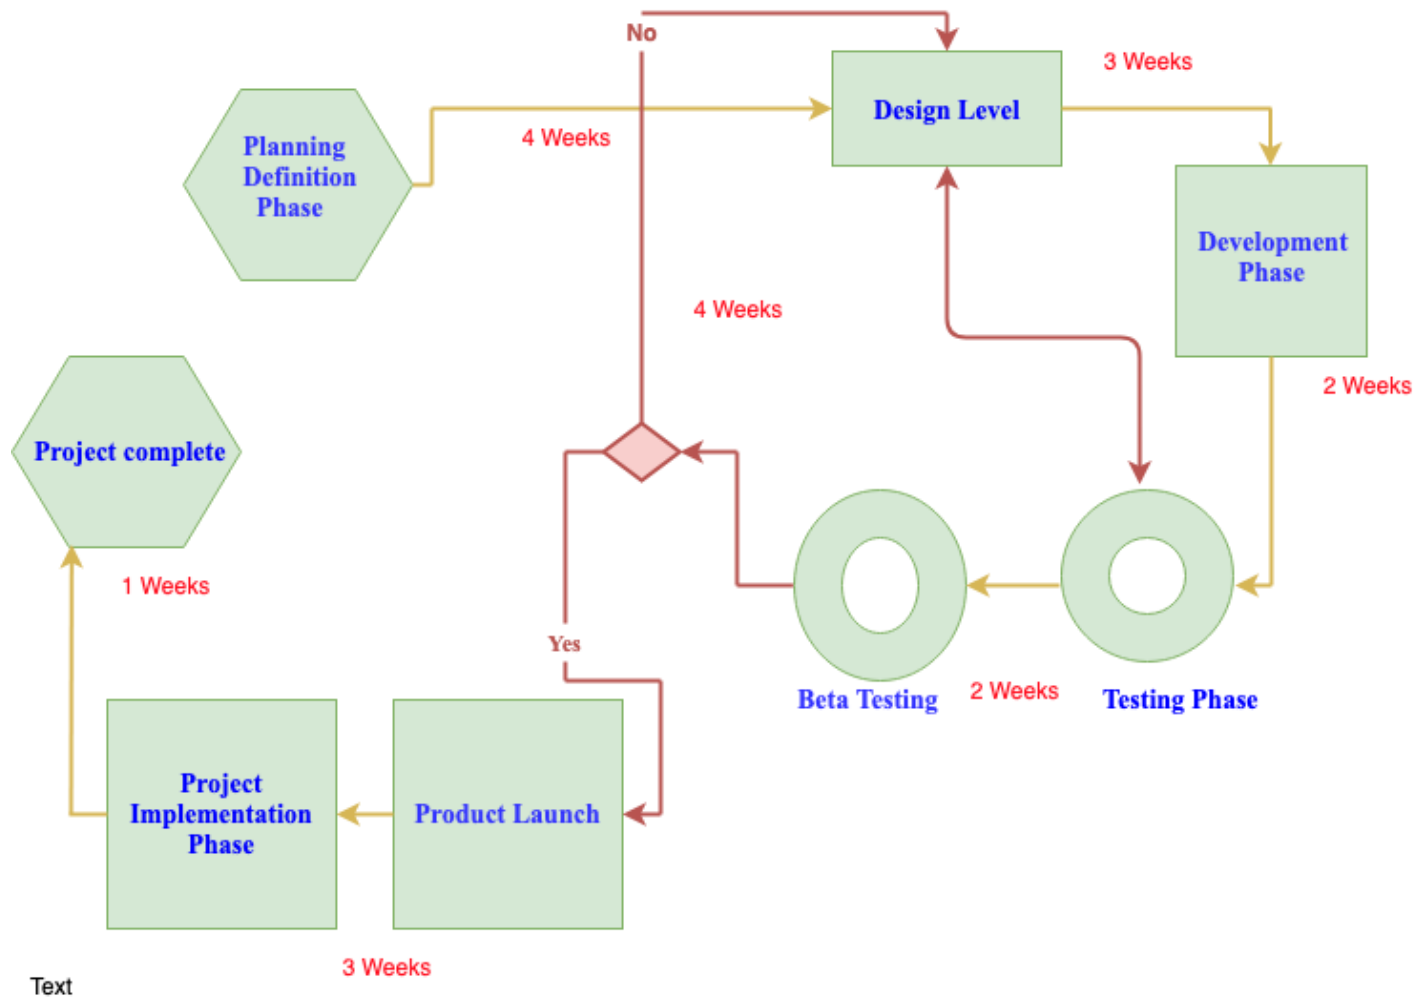 No
3 Weeks
Design Level
4 Weeks
Planning
Definition
Phase
Development
Phase
4 Weeks
2 Weeks
Project complete
1 Weeks
Yes
Beta Testing
2 Weeks
Testing Phase
Project
Implementation
Phase
Product Launch
3 Weeks
Text